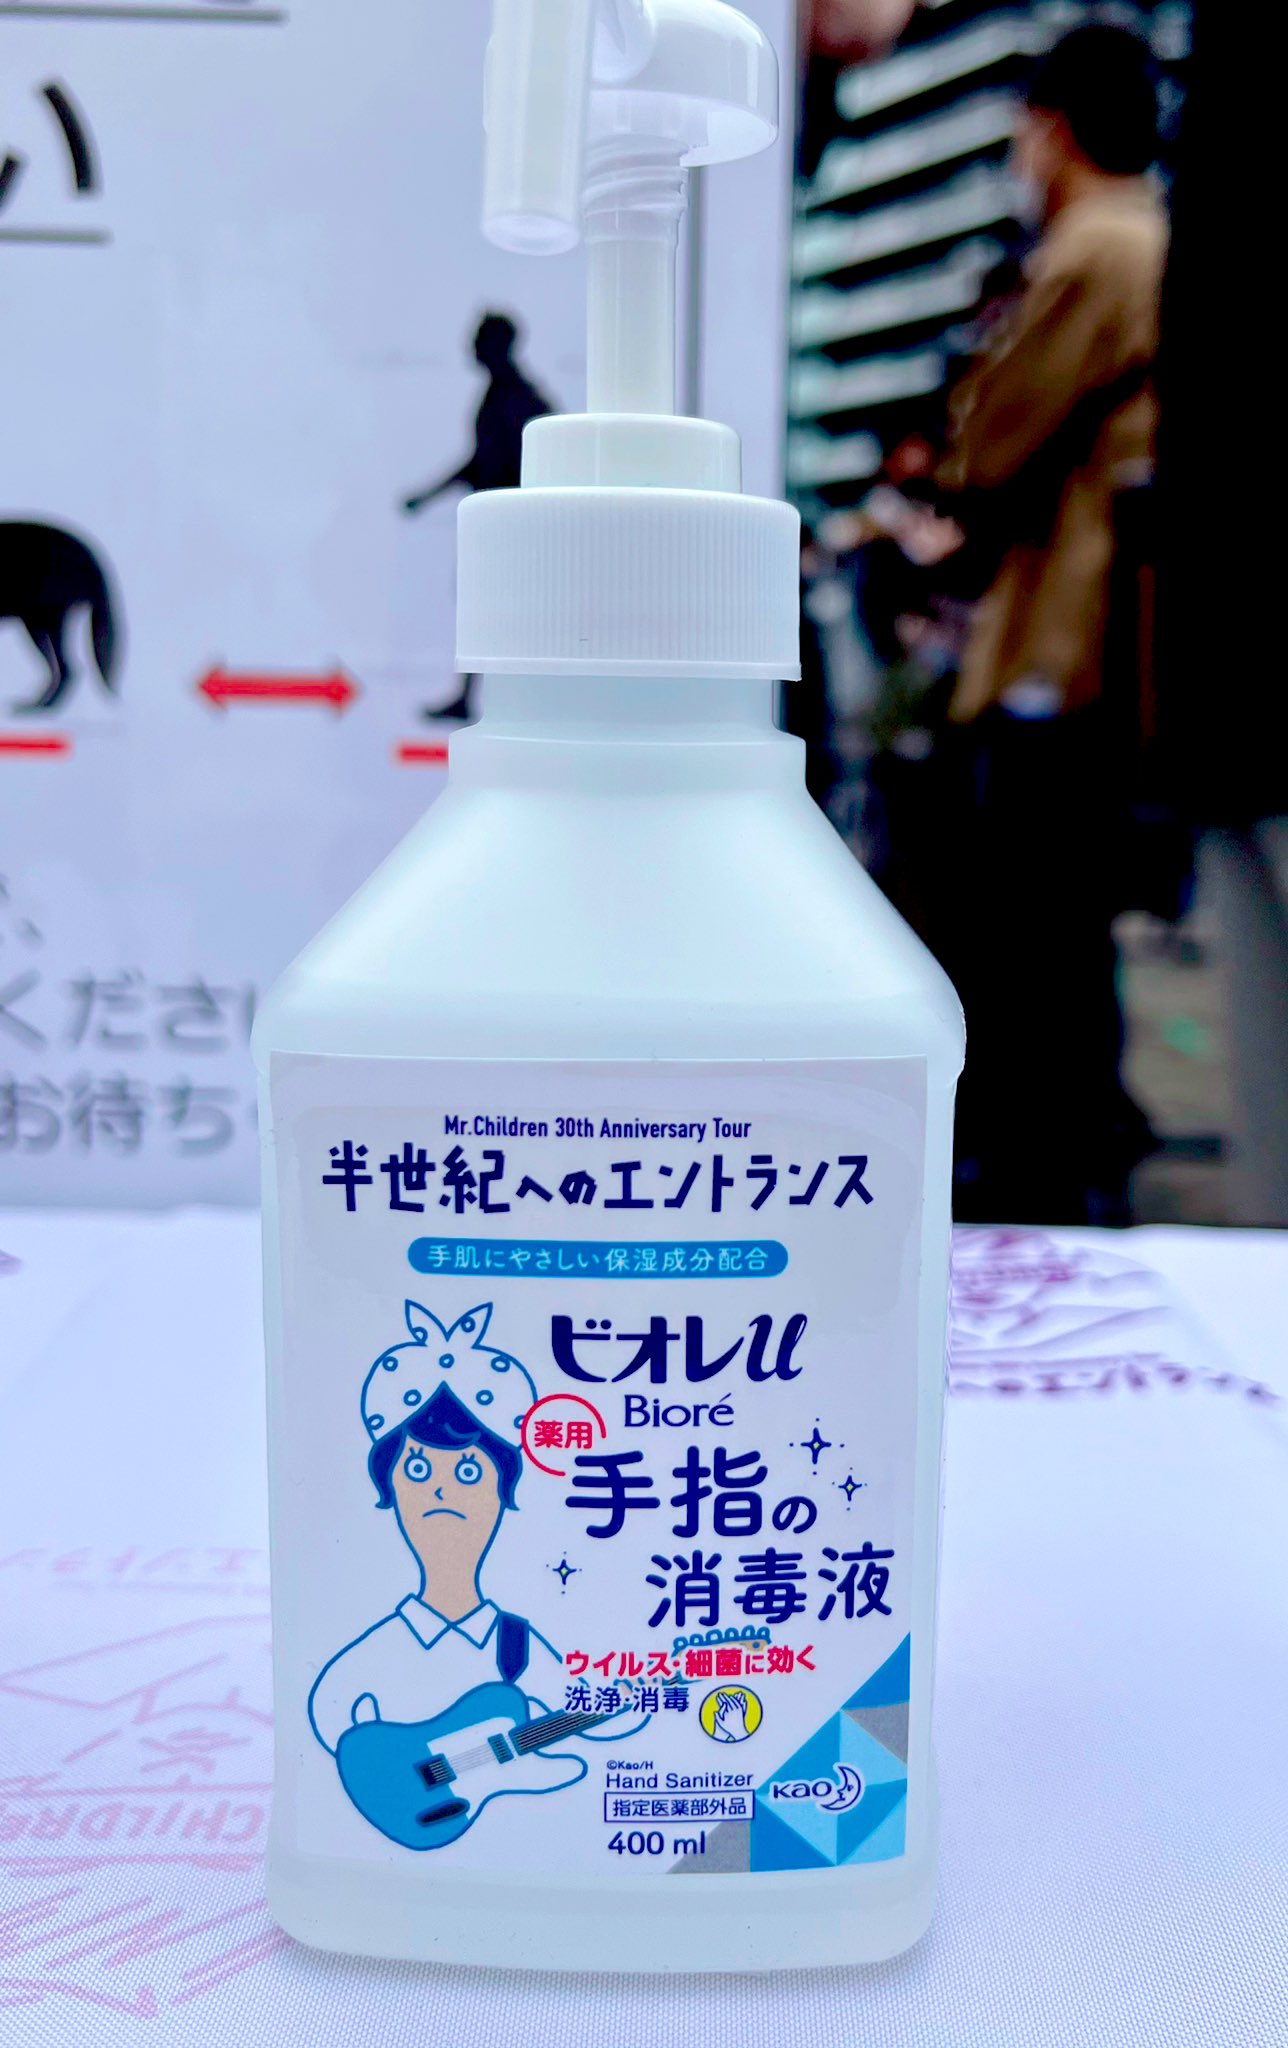 い
ください
お待ち
Mr.Children 30th Anniversary Tour
半世紀へのエントランス
手肌にやさしい保湿成分配合
ビオレu
Bioré
薬用
手指の
消毒液
ウイルス・細菌に効く
洗浄・消毒
©Kao/H
Hand Sanitizer
指定医薬部外品
400 ml
Kao